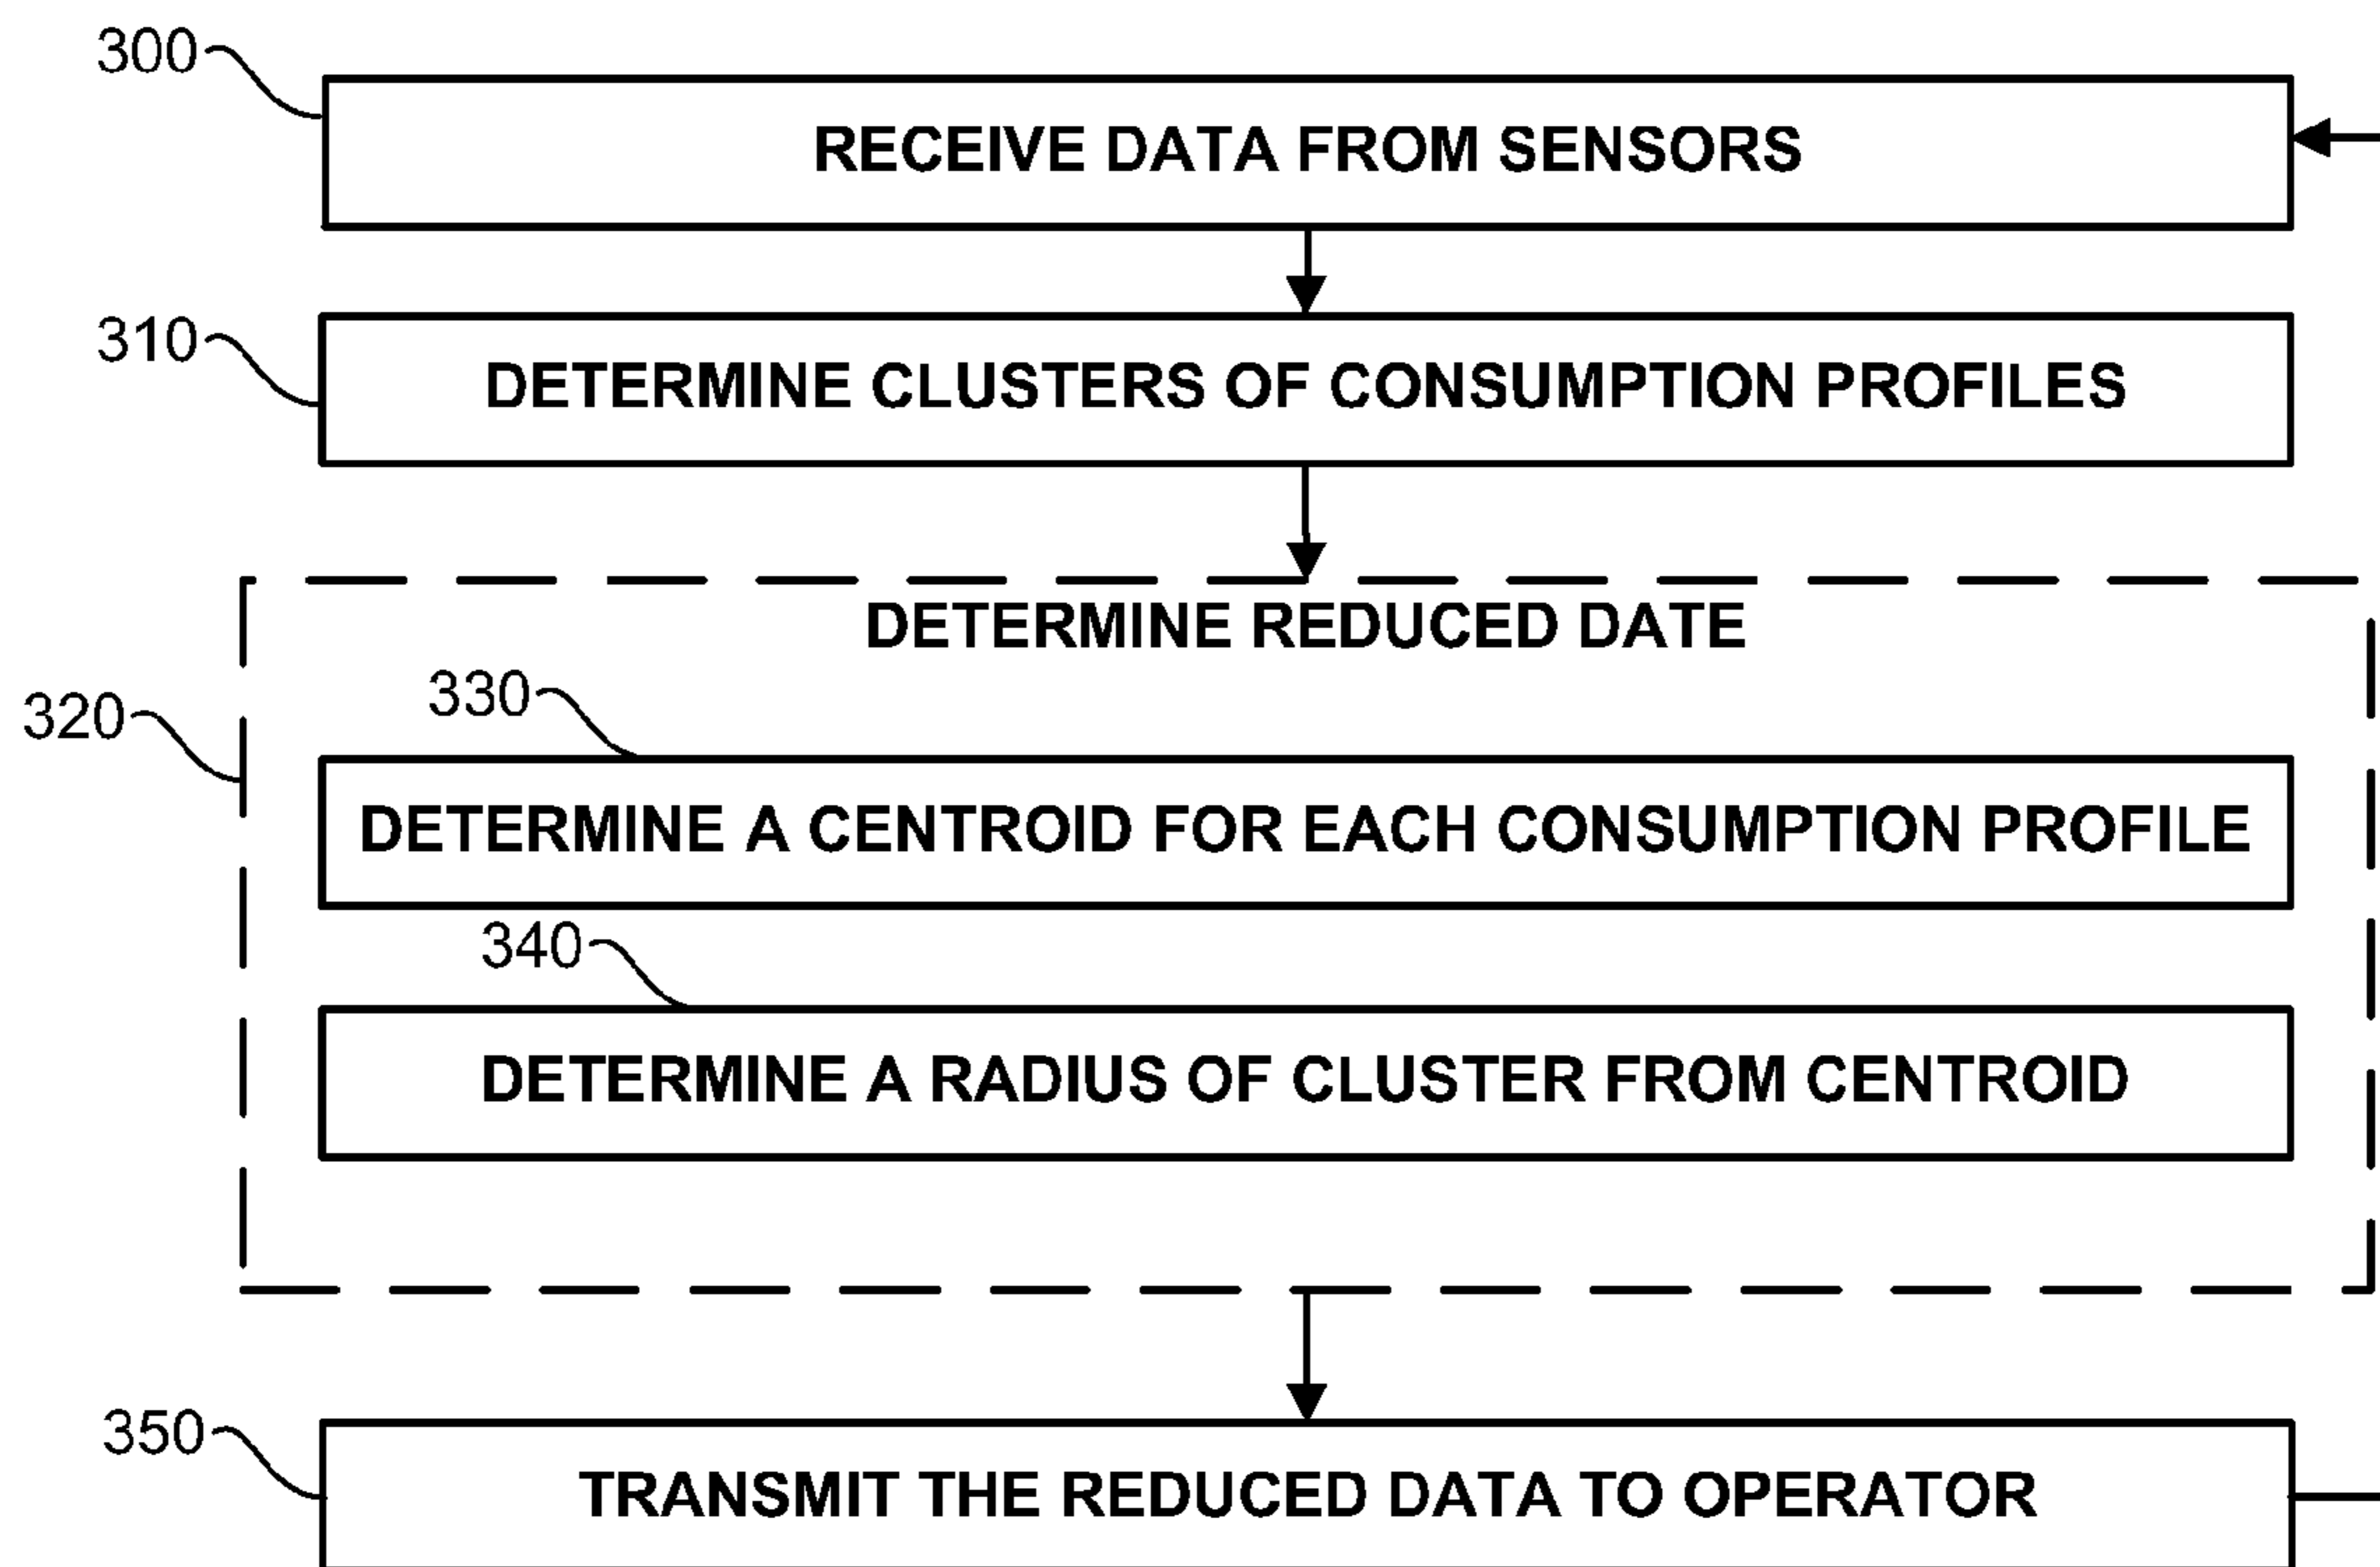 300
RECEIVE DATA FROM SENSORS
310
DETERMINE CLUSTERS OF CONSUMPTION PROFILES
DETERMINE REDUCED DATE
320
330
DETERMINE A CENTROID FOR EACH CONSUMPTION PROFILE
340
DETERMINE A RADIUS OF CLUSTER FROM CENTROID
350
TRANSMIT THE REDUCED DATA TO OPERATOR